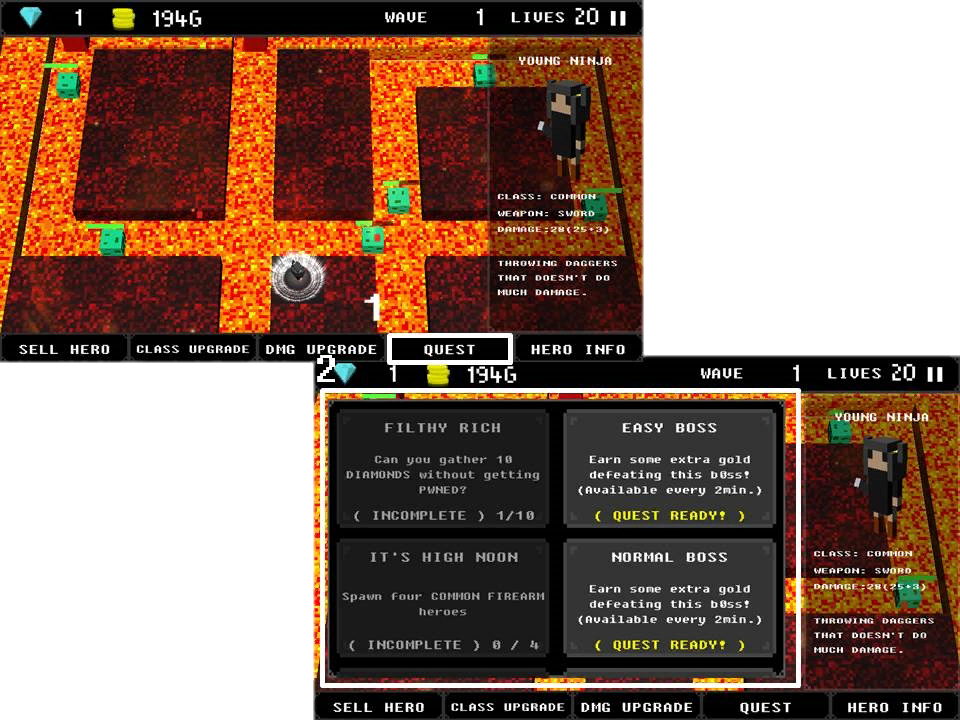 1 194G WAVE 1 LIVES 20
YOUNG NINJA
CLASS: COMMON
WEAPON: SWORD
DAMAGE:28(25+3)
THROWING DAGGERS
THAT DOESN'T DO
MUCH DAMAGE.
1
SELL HERO CLASS UPGRADE DMG UPGRADE QUEST HERO INFO
2
1 194G WAVE 1 LIVES 20
FILTHY RICH
Can you gather 10
DIAMONDS without getting
PWNED?
( INCOMPLETE ) 1/10
EASY BOSS
Earn some extra gold
defeating this b0ss!
(Available every 2min.)
( QUEST READY! )
IT'S HIGH NOON
Spawn four COMMON FIREARM
heroes
( INCOMPLETE ) 0 / 4
NORMAL BOSS
Earn some extra gold
defeating this b0ss!
(Available every 2min.)
( QUEST READY! )
YOUNG NINJA
CLASS: COMMON
WEAPON: SWORD
DAMAGE:28(25+3)
THROWING DAGGERS
THAT DOESN'T DO
MUCH DAMAGE.
SELL HERO CLASS UPGRADE DMG UPGRADE QUEST HERO INFO